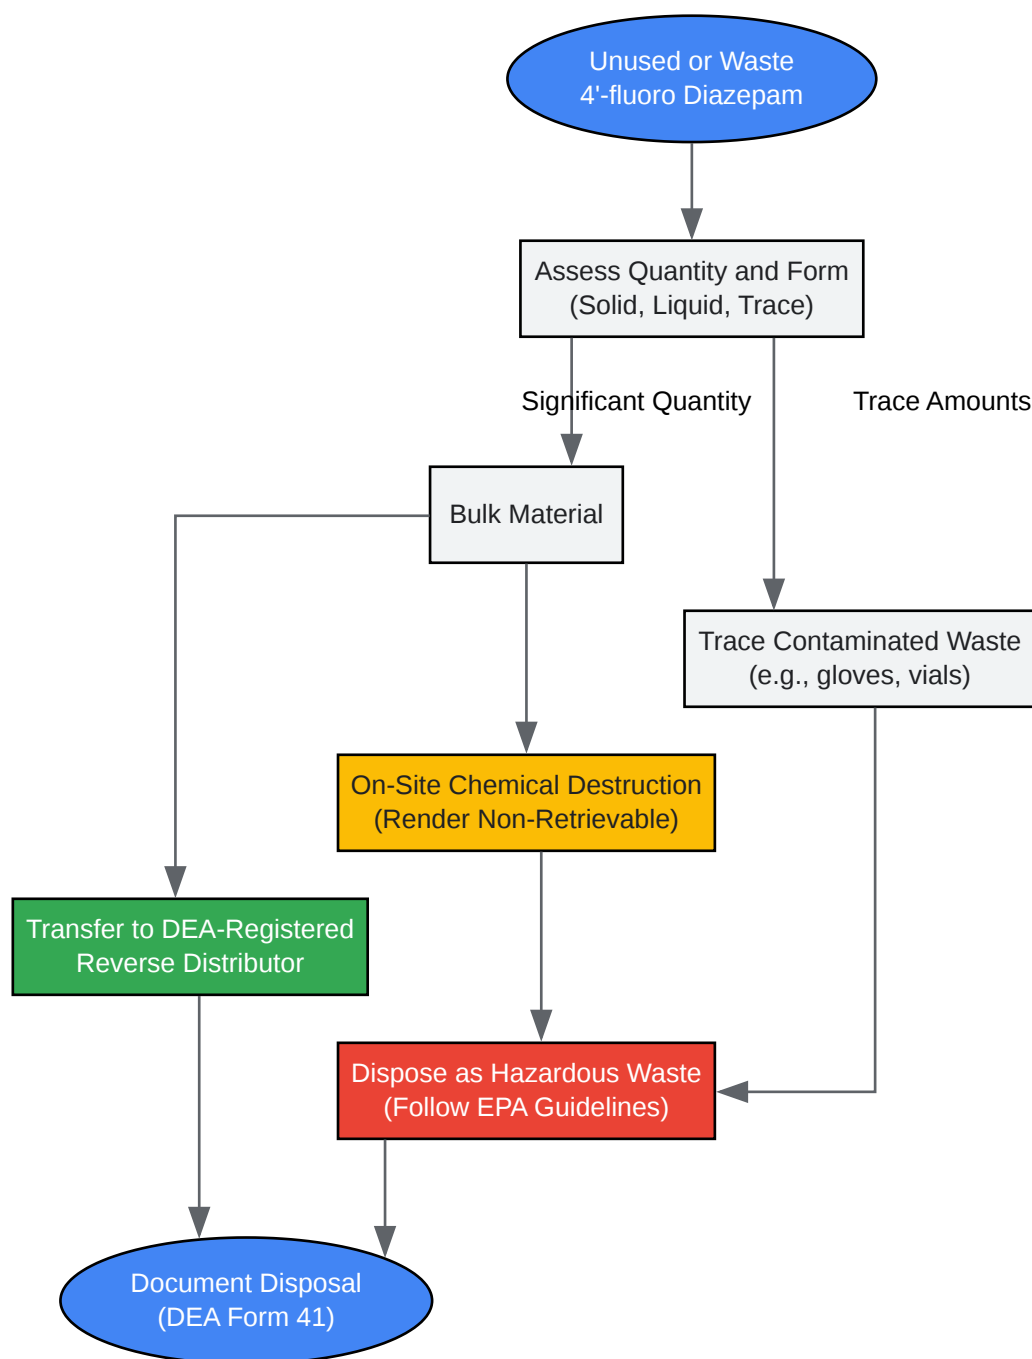 Unused or Waste
4'-fluoro Diazepam
Assess Quantity and Form
(Solid, Liquid, Trace)
Significant Quantity
Trace Amounts
Bulk Material
Trace Contaminated Waste
(e.g., gloves, vials)
On-Site Chemical Destruction
(Render Non-Retrievable)
Transfer to DEA-Registered
Reverse Distributor
Dispose as Hazardous Waste
(Follow EPA Guidelines)
Document Disposal
(DEA Form 41)